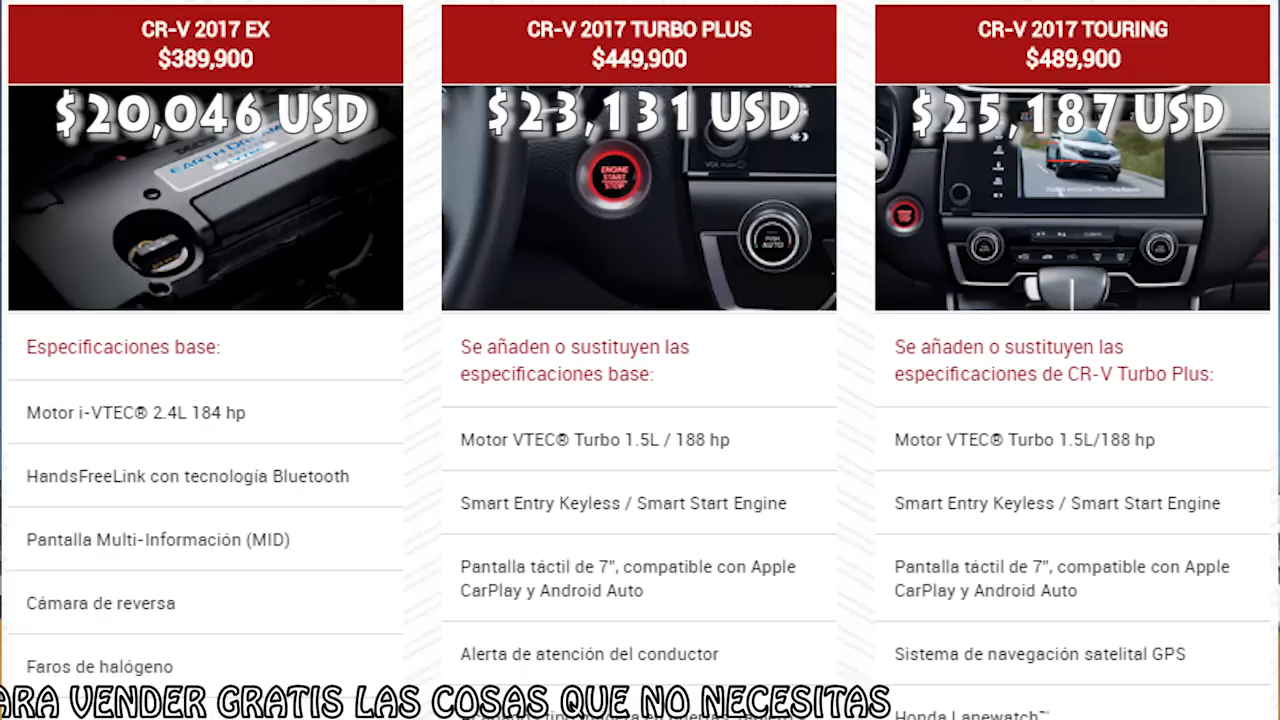 CR-V 2017 EX
$389,900
$20,046 USD
EARTH
Especificaciones base:
Motor i-VTEC® 2.4L 184 hp
HandsFreeLink con tecnología Bluetooth
Pantalla Multi-Información (MID)
Cámara de reversa
Faros de halógeno
CR-V 2017 TURBO PLUS
$449,900
$23,131 USD
ENGINE
START
STOP
VOL
PUSH
AUTO
Se añaden o sustituyen las
especificaciones base:
Motor VTEC® Turbo 1.5L / 188 hp
Smart Entry Keyless / Smart Start Engine
Pantalla táctil de 7", compatible con Apple
CarPlay y Android Auto
Alerta de atención del conductor
CR-V 2017 TOURING
$489,900
$25,187 USD
Se añaden o sustituyen las
especificaciones de CR-V Turbo Plus:
Motor VTEC® Turbo 1.5L/188 hp
Smart Entry Keyless / Smart Start Engine
Pantalla táctil de 7", compatible con Apple
CarPlay y Android Auto
Sistema de navegación satelital GPS
Honda Lanewatch™
ARA VENDER GRATIS LAS COSAS QUE NO NECESITAS